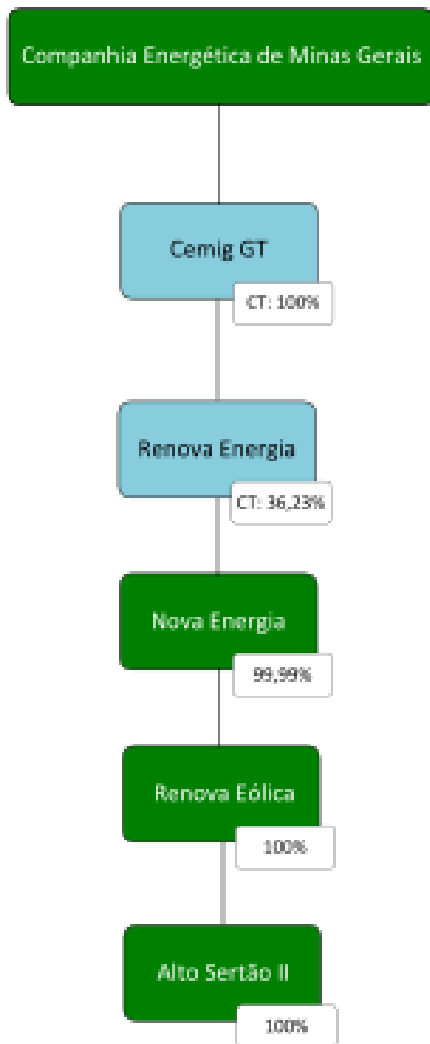 Companhia Energética de Minas Gerais
Cemig GT
CT: 100%
Renova Energia
CT: 36,23%
Nova Energia
99,99%
Renova Eólica
100%
Alto Sertão II
100%